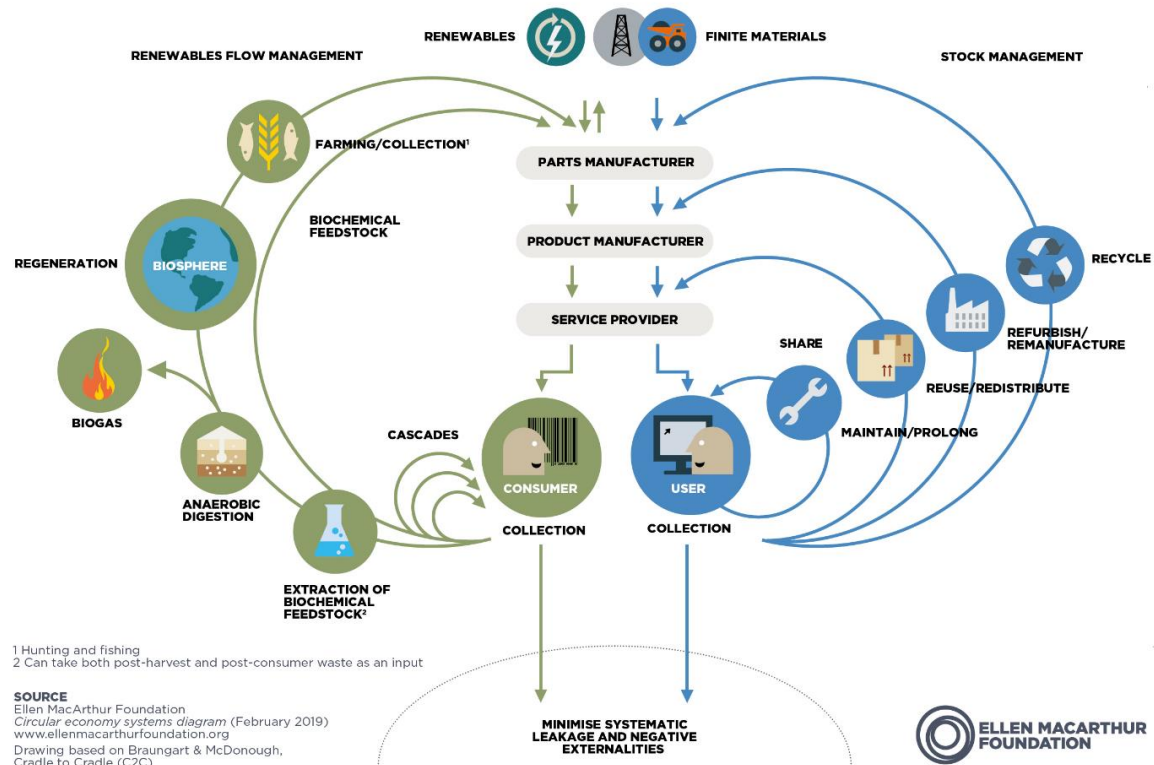 RENEWABLES
FINITE MATERIALS
RENEWABLES FLOW MANAGEMENT
STOCK MANAGEMENT
FARMING/COLLECTION¹
PARTS MANUFACTURER
BIOCHEMICAL
FEEDSTOCK
PRODUCT MANUFACTURER
REGENERATION
BIOSPHERE
RECYCLE
SERVICE PROVIDER
REFURBISH/
REMANUFACTURE
SHARE
REUSE/REDISTRIBUTE
BIOGAS
CASCADES
MAINTAIN/PROLONG
ANAEROBIC
DIGESTION
CONSUMER
USER
COLLECTION
COLLECTION
EXTRACTION OF
BIOCHEMICAL
FEEDSTOCK²
1 Hunting and fishing
2 Can take both post-harvest and post-consumer waste as an input
SOURCE
Ellen MacArthur Foundation
Circular economy systems diagram (February 2019)
www.ellenmacarthurfoundation.org
Drawing based on Braungart & McDonough,
Cradle to Cradle (C2C)
MINIMISE SYSTEMATIC
LEAKAGE AND NEGATIVE
EXTERNALITIES
ELLEN MACARTHUR
FOUNDATION